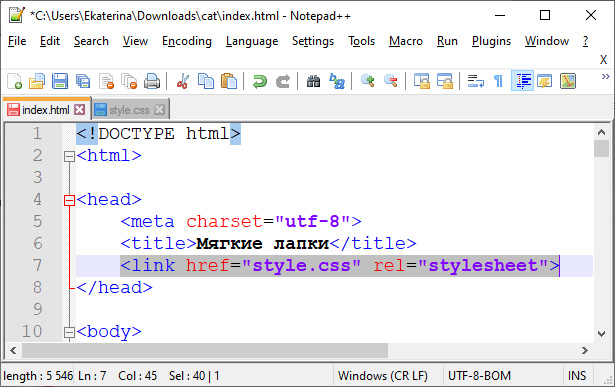 *C:\Users\Ekaterina\Downloads\cat\index.html - Notepad++
File Edit Search View Encoding Language Settings Tools Macro Run Plugins Window ?
X
index.html style.css
1 <!DOCTYPE html>
2 <html>
3
4 <head>
5 <meta charset="utf-8">
6 <title>Мягкие лапки</title>
7 <link href="style.css" rel="stylesheet">
8 </head>
9
10 <body>
length : 5 546 Ln : 7 Col : 45 Sel : 40 | 1 Windows (CR LF) UTF-8-BOM INS